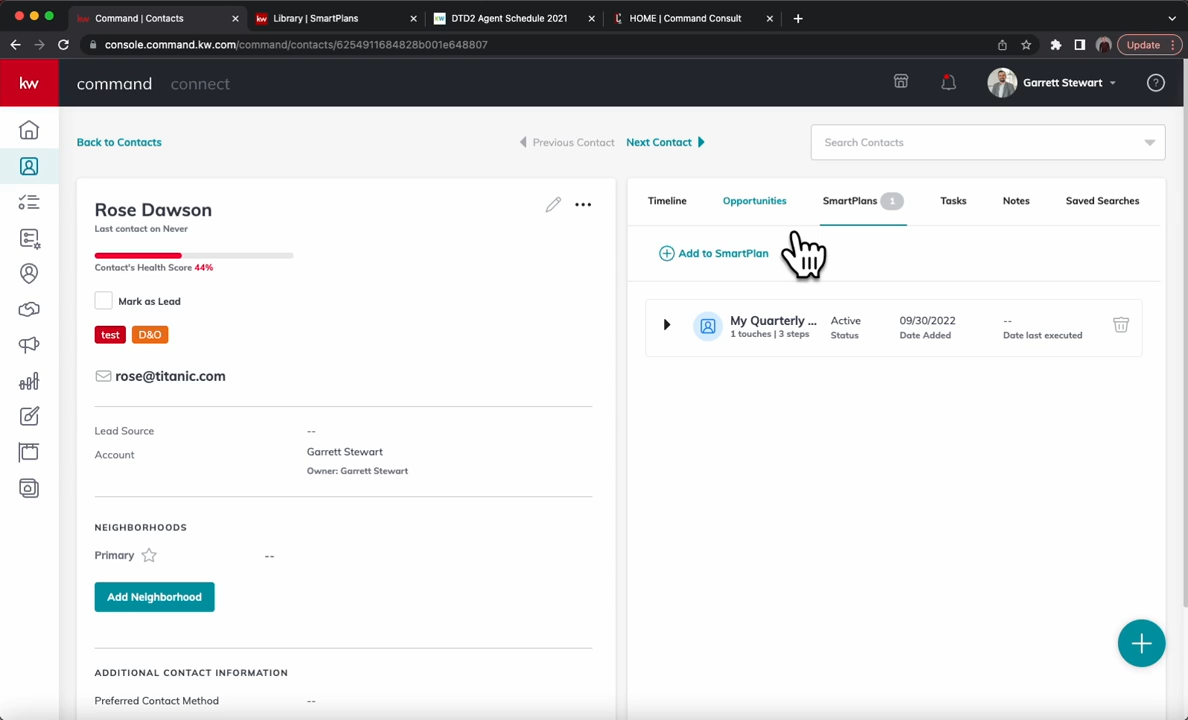 Command | Contacts
Library | SmartPlans
DTD2 Agent Schedule 2021
HOME | Command Consult
console.command.kw.com/command/contacts/6254911684828b001e648807
Update
kw
command
connect
Garrett Stewart
Back to Contacts
Previous Contact
Next Contact
Search Contacts
Rose Dawson
Last contact on Never
Contact's Health Score 44%
Mark as Lead
test
D&O
rose@titanic.com
Lead Source
--
Account
Garrett Stewart
Owner: Garrett Stewart
NEIGHBORHOODS
Primary
--
Add Neighborhood
ADDITIONAL CONTACT INFORMATION
Preferred Contact Method
--
Timeline
Opportunities
SmartPlans 1
Tasks
Notes
Saved Searches
Add to SmartPlan
My Quarterly ...
1 touches | 3 steps
Active
Status
09/30/2022
Date Added
--
Date last executed